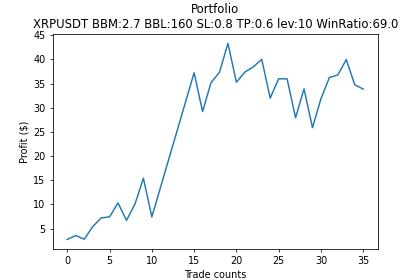 Portfolio
XRPUSDT BBM:2.7 BBL:160 SL:0.8 TP:0.6 lev:10 WinRatio:69.0
45
40
35
30
25
20
15
10
5
Profit ($)
0 5 10 15 20 25 30 35
Trade counts